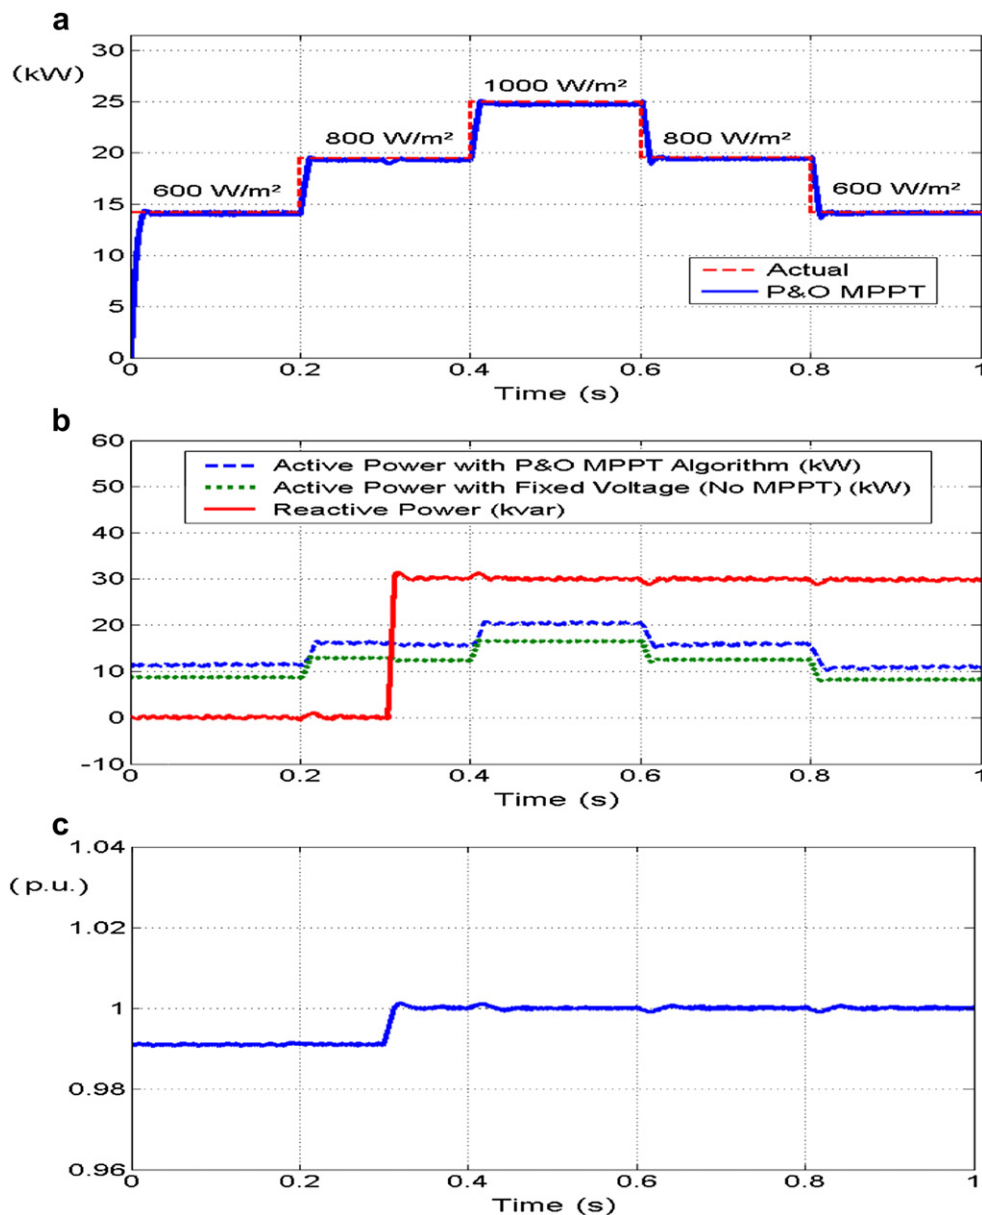 a
30
(kW)
1000 W/m²
25
800 W/m²
800 W/m²
20
600 W/m²
600 W/m²
15
10
Actual
P&O MPPT
5
0
0 0.2 0.4 0.6 0.8 1
Time (s)
b
60
Active Power with P&O MPPT Algorithm (kW)
50
Active Power with Fixed Voltage (No MPPT) (kW)
Reactive Power (kvar)
40
30
20
10
0
-10
0 0.2 0.4 0.6 0.8 1
Time (s)
c
1.04
(p.u.)
1.02
1
0.98
0.96
0 0.2 0.4 0.6 0.8 1
Time (s)